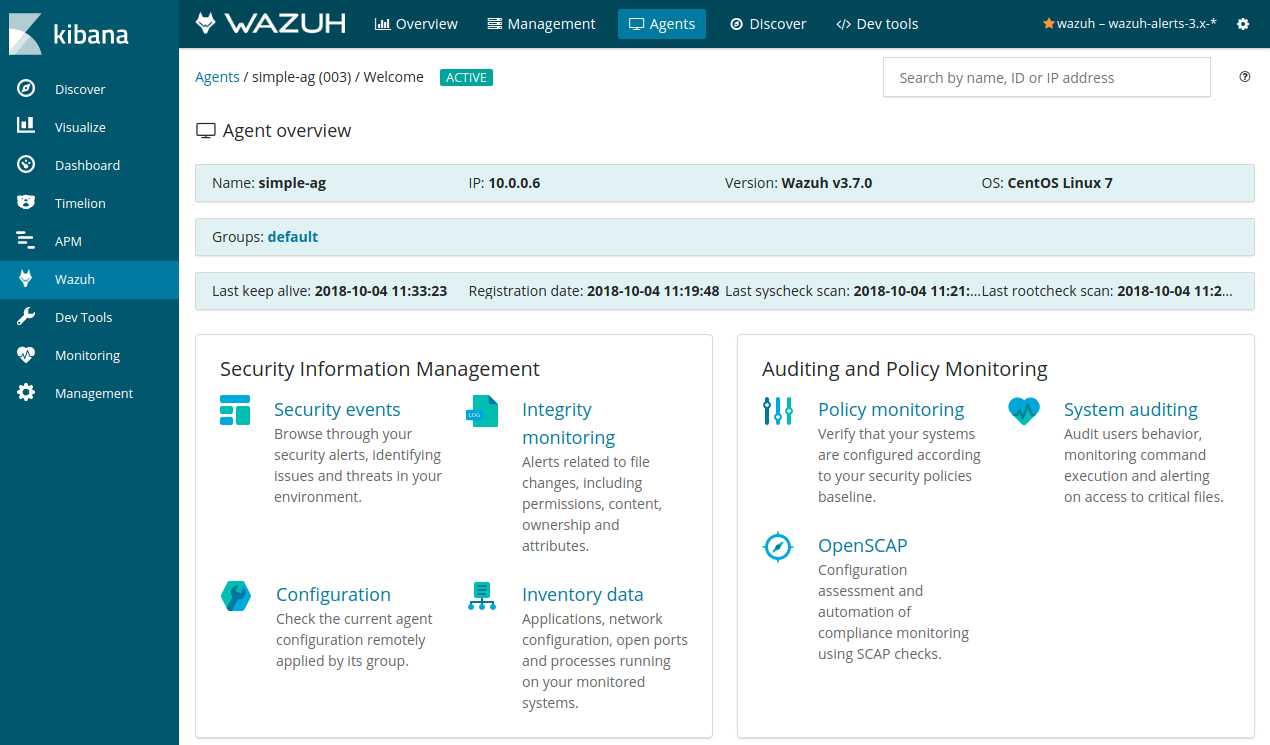 kibana
Discover
Visualize
Dashboard
Timelion
APM
Wazuh
Dev Tools
Monitoring
Management
WAZUH Overview Management Agents Discover Dev tools wazuh – wazuh-alerts-3.x-*
Agents / simple-ag (003) / Welcome ACTIVE Search by name, ID or IP address
Agent overview
Name: simple-ag IP: 10.0.0.6 Version: Wazuh v3.7.0 OS: CentOS Linux 7
Groups: default
Last keep alive: 2018-10-04 11:33:23 Registration date: 2018-10-04 11:19:48 Last syscheck scan: 2018-10-04 11:21:... Last rootcheck scan: 2018-10-04 11:2...
Security Information Management
Security events
Browse through your
security alerts, identifying
issues and threats in your
environment.
LOG
Integrity
monitoring
Alerts related to file
changes, including
permissions, content,
ownership and
attributes.
Configuration
Check the current agent
configuration remotely
applied by its group.
Inventory data
Applications, network
configuration, open ports
and processes running
on your monitored
systems.
Auditing and Policy Monitoring
Policy monitoring
Verify that your systems
are configured according
to your security policies
baseline.
System auditing
Audit users behavior,
monitoring command
execution and alerting
on access to critical files.
OpenSCAP
Configuration
assessment and
automation of
compliance monitoring
using SCAP checks.